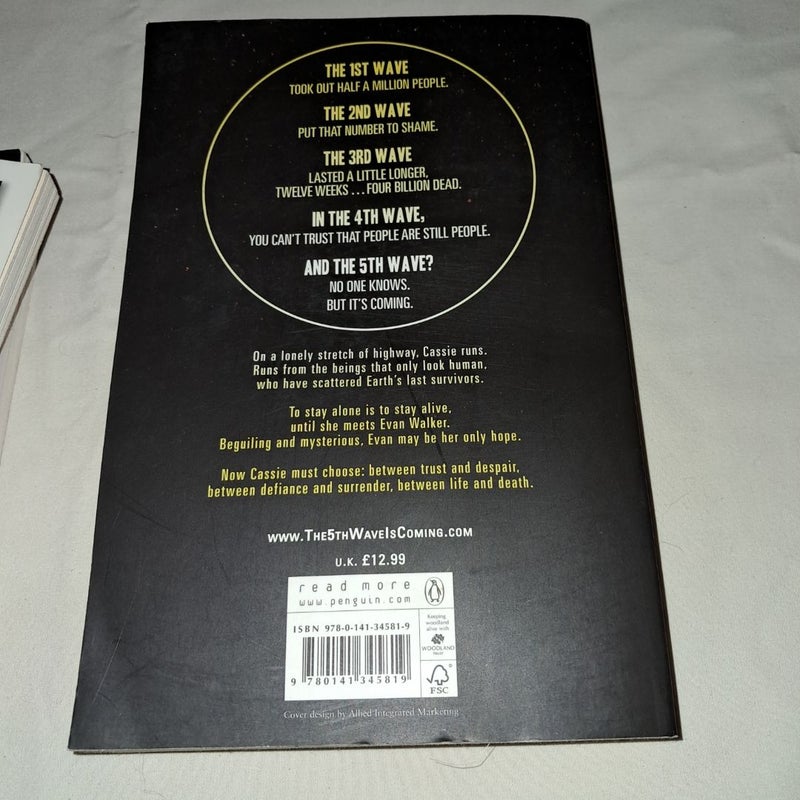 THE 1ST WAVE
TOOK OUT HALF A MILLION PEOPLE.
THE 2ND WAVE
PUT THAT NUMBER TO SHAME.
THE 3RD WAVE
LASTED A LITTLE LONGER,
TWELVE WEEKS . . . FOUR BILLION DEAD.
IN THE 4TH WAVE,
YOU CAN'T TRUST THAT PEOPLE ARE STILL PEOPLE.
AND THE 5TH WAVE?
NO ONE KNOWS.
BUT IT'S COMING.
On a lonely stretch of highway, Cassie runs.
Runs from the beings that only look human,
who have scattered Earth's last survivors.
To stay alone is to stay alive,
until she meets Evan Walker.
Beguiling and mysterious, Evan may be her only hope.
Now Cassie must choose: between trust and despair,
between defiance and surrender, between life and death.
www.The5thWaveIsComing.com
U.K. £12.99
read more
www.penguin.com
ISBN 978-0-141-34581-9
9 780141 345819
Keeping
woodland
alive with
WOODLAND
TRUST
FSC
Cover design by Allied Integrated Marketing